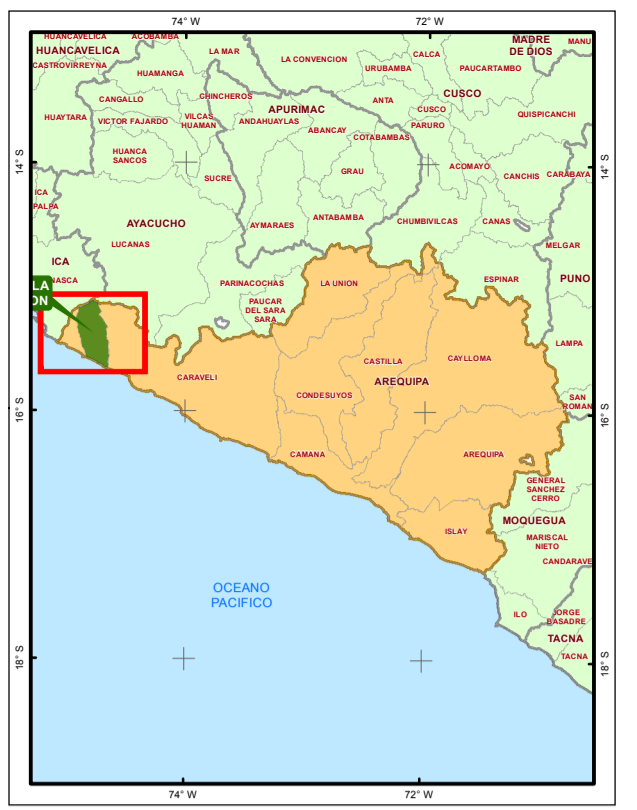 74° W
72° W
HUANCAVELICA
ACOBAMBA
MADRE
DE DIOS
MANU
HUANCAVELICA
LA MAR
LA CONVENCION
CALCA
CASTROVIRREYNA
HUAMANGA
URUBAMBA
PAUCARTAMBO
CUSCO
CANGALLO
CHINCHEROS
ANTA
APURIMAC
CUSCO
HUAYTARA
VICTOR FAJARDO
VILCAS
HUAMAN
ANDAHUAYLAS
ABANCAY
PARURO
QUISPICANCHI
COTABAMBAS
14° S
14° S
HUANCA
SANCOS
SUCRE
GRAU
ACOMAYO
CANCHIS
CARABAYA
ICA
PALPA
AYACUCHO
AYMARAES
ANTABAMBA
CHUMBIVILCAS
CANAS
LUCANAS
MELGAR
ICA
NASCA
LA
ON
PARINACOCHAS
LA UNION
ESPINAR
PUNO
PAUCAR
DEL SARA
SARA
LAMPA
CARAVELI
CASTILLA
CAYLLOMA
AREQUIPA
CONDESUYOS
SAN
ROMAN
16° S
16° S
CAMANA
AREQUIPA
GENERAL
SANCHEZ
CERRO
MOQUEGUA
ISLAY
MARISCAL
NIETO
CANDARAVE
OCEANO
PACIFICO
ILO
JORGE
BASADRE
TACNA
TACNA
18° S
18° S
74° W
72° W